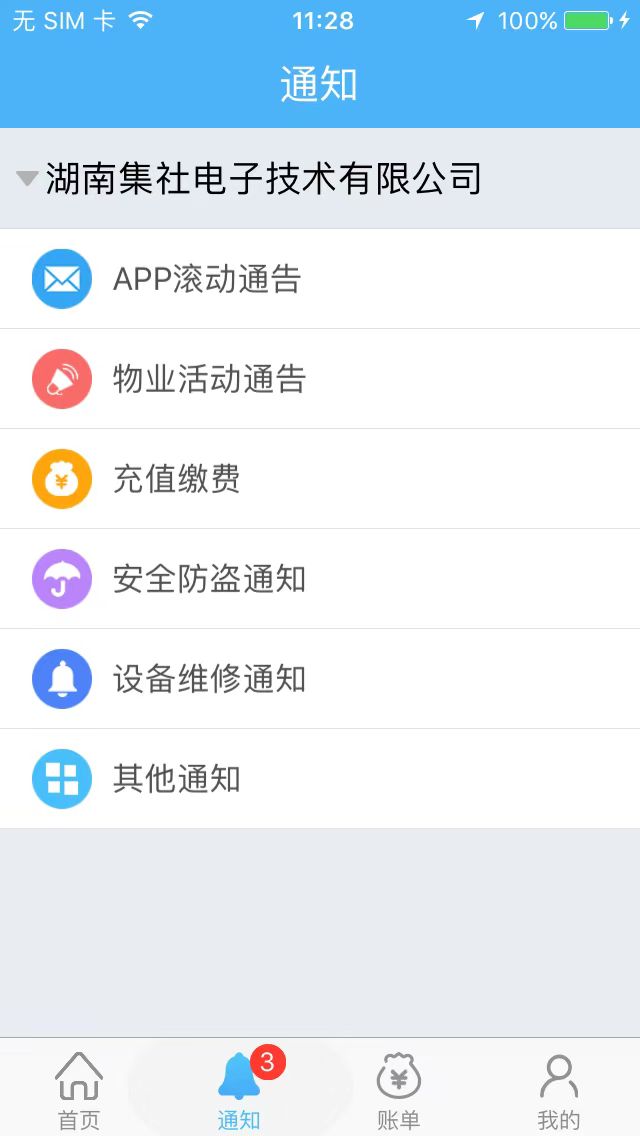 无 SIM 卡 11:28 100%
通知
湖南集社电子技术有限公司
APP滚动通告
物业活动通告
充值缴费
安全防盗通知
设备维修通知
其他通知
3
首页 通知 账单 我的